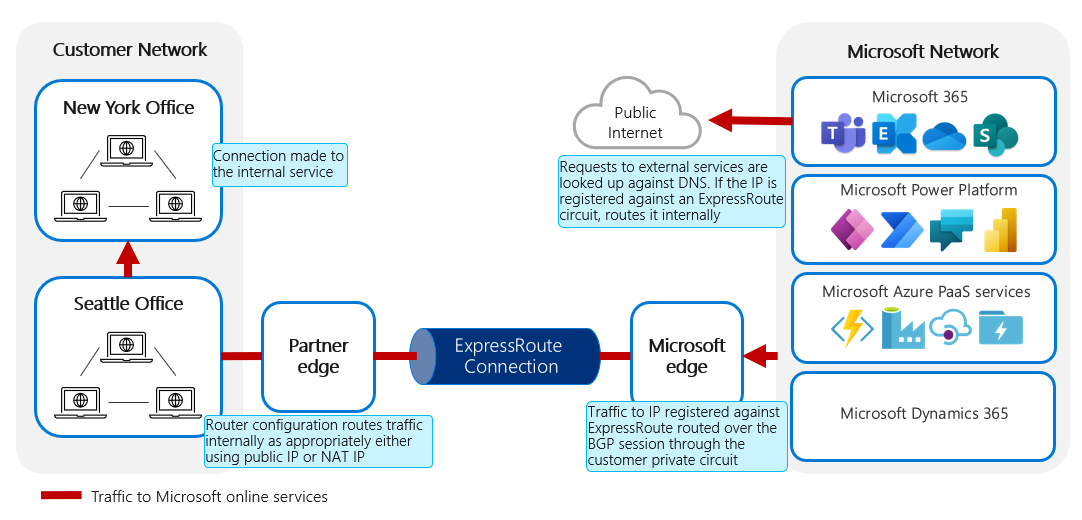 Customer Network
New York Office
Connection made to
the internal service
Seattle Office
Partner
edge
Router configuration routes traffic
internally as appropriately either
using public IP or NAT IP
ExpressRoute
Connection
Public
Internet
Requests to external services are
looked up against DNS. If the IP is
registered against an ExpressRoute
circuit, routes it internally
Microsoft
edge
Traffic to IP registered against
ExpressRoute routed over the
BGP session through the
customer private circuit
Microsoft Network
Microsoft 365
T
E
S
Microsoft Power Platform
Microsoft Azure PaaS services
Microsoft Dynamics 365
Traffic to Microsoft online services